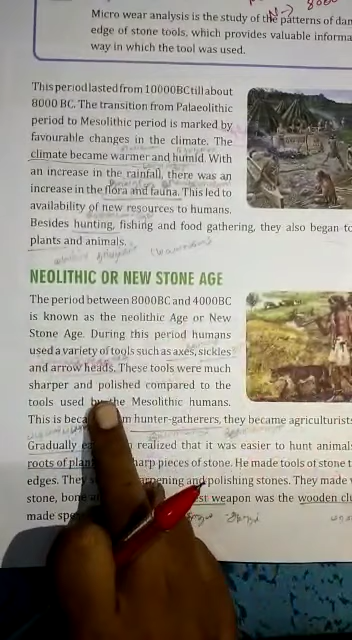 Micro wear analysis is the study of the patterns of dam
edge of stone tools, which provides valuable informa
way in which the tool was used.
This period lasted from 10000BC till about
8000 BC. The transition from Palaeolithic
period to Mesolithic period is marked by
favourable changes in the climate. The
climate became warmer and humid. With
an increase in the rainfall, there was an
increase in the flora and fauna. This led to
availability of new resources to humans.
Besides hunting, fishing and food gathering, they also began to
plants and animals.
NEOLITHIC OR NEW STONE AGE
The period between 8000BC and 4000BC
is known as the neolithic Age or New
Stone Age. During this period humans
used a variety of tools such as axes, sickles
and arrow heads. These tools were much
sharper and polished compared to the
tools used by the Mesolithic humans.
This is beca hunter-gatherers, they became agriculturists
Gradually realized that it was easier to hunt animal
roots of plan arp pieces of stone. He made tools of stone t
edges. They pening and polishing stones. They made
stone, bone est weapon was the wooden clu
made spe